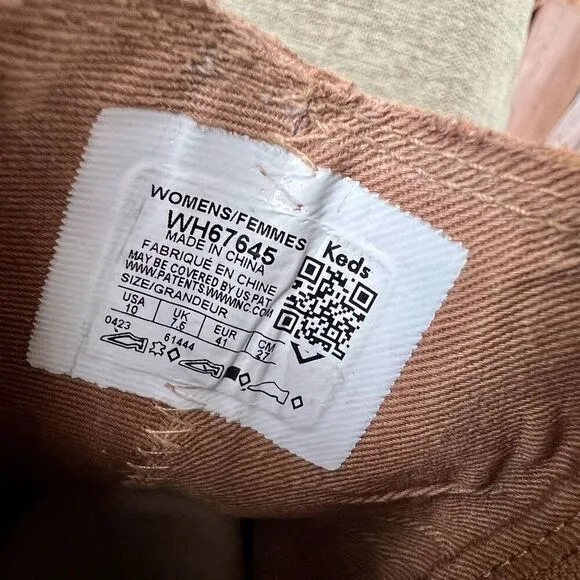 WOMENS/FEMMES
WH67645
MADE IN CHINA
FABRIQUÉ EN CHINE
MAY BE COVERED BY US PAT.
WWW.PATENTS.WWWINC.COM
SIZE/GRANDEUR
USA UK EUR CM
10 7.5 41 27
0423 61444
Keds